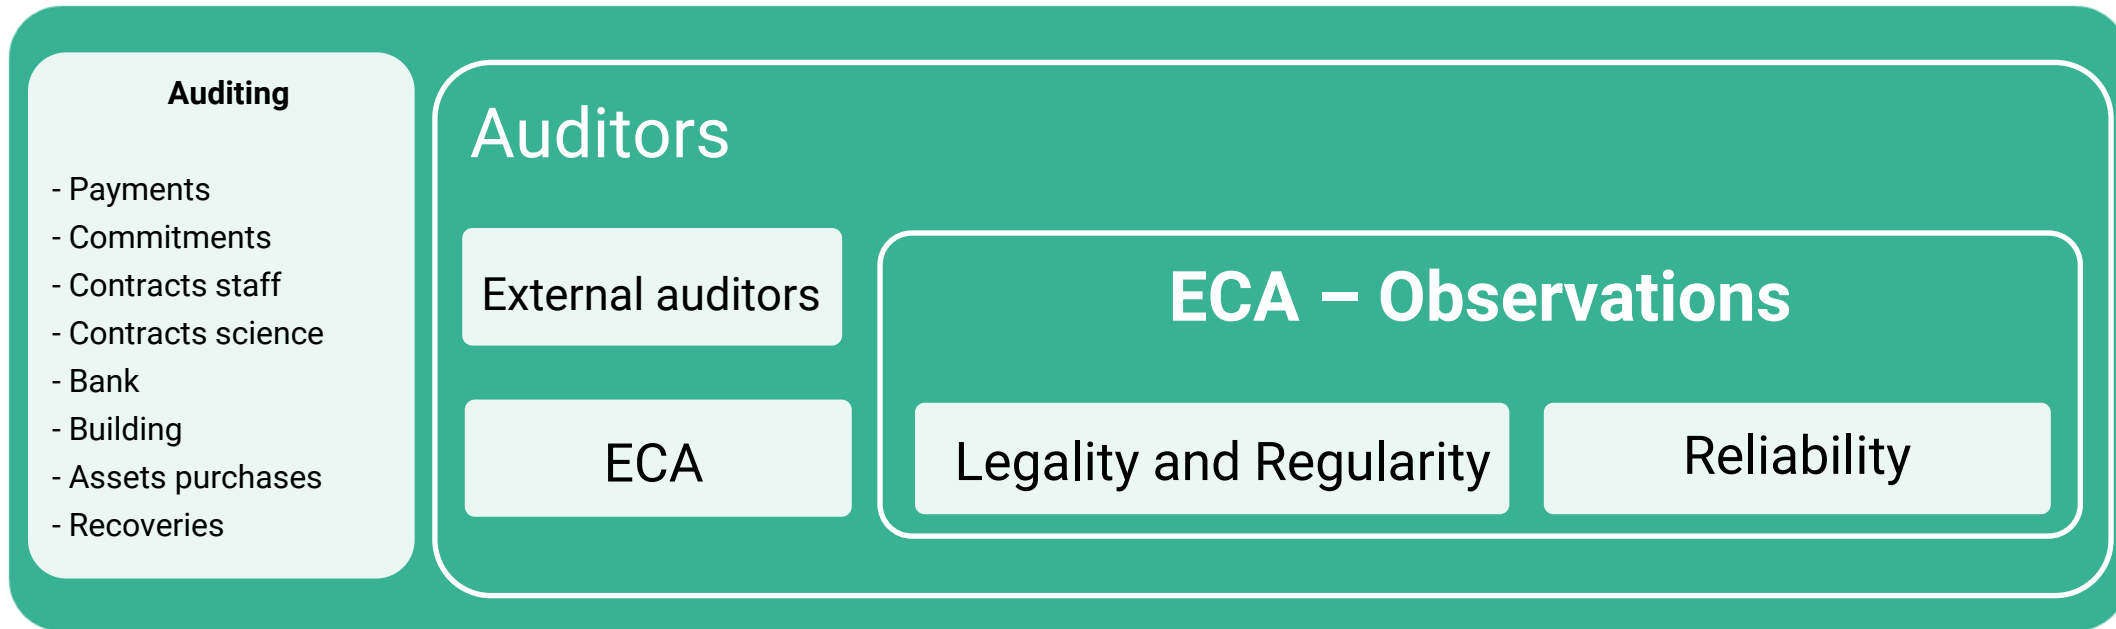 Auditing
- Payments
- Commitments
- Contracts staff
- Contracts science
- Bank
- Building
- Assets purchases
- Recoveries
Auditors
External auditors
ECA
ECA – Observations
Legality and Regularity
Reliability